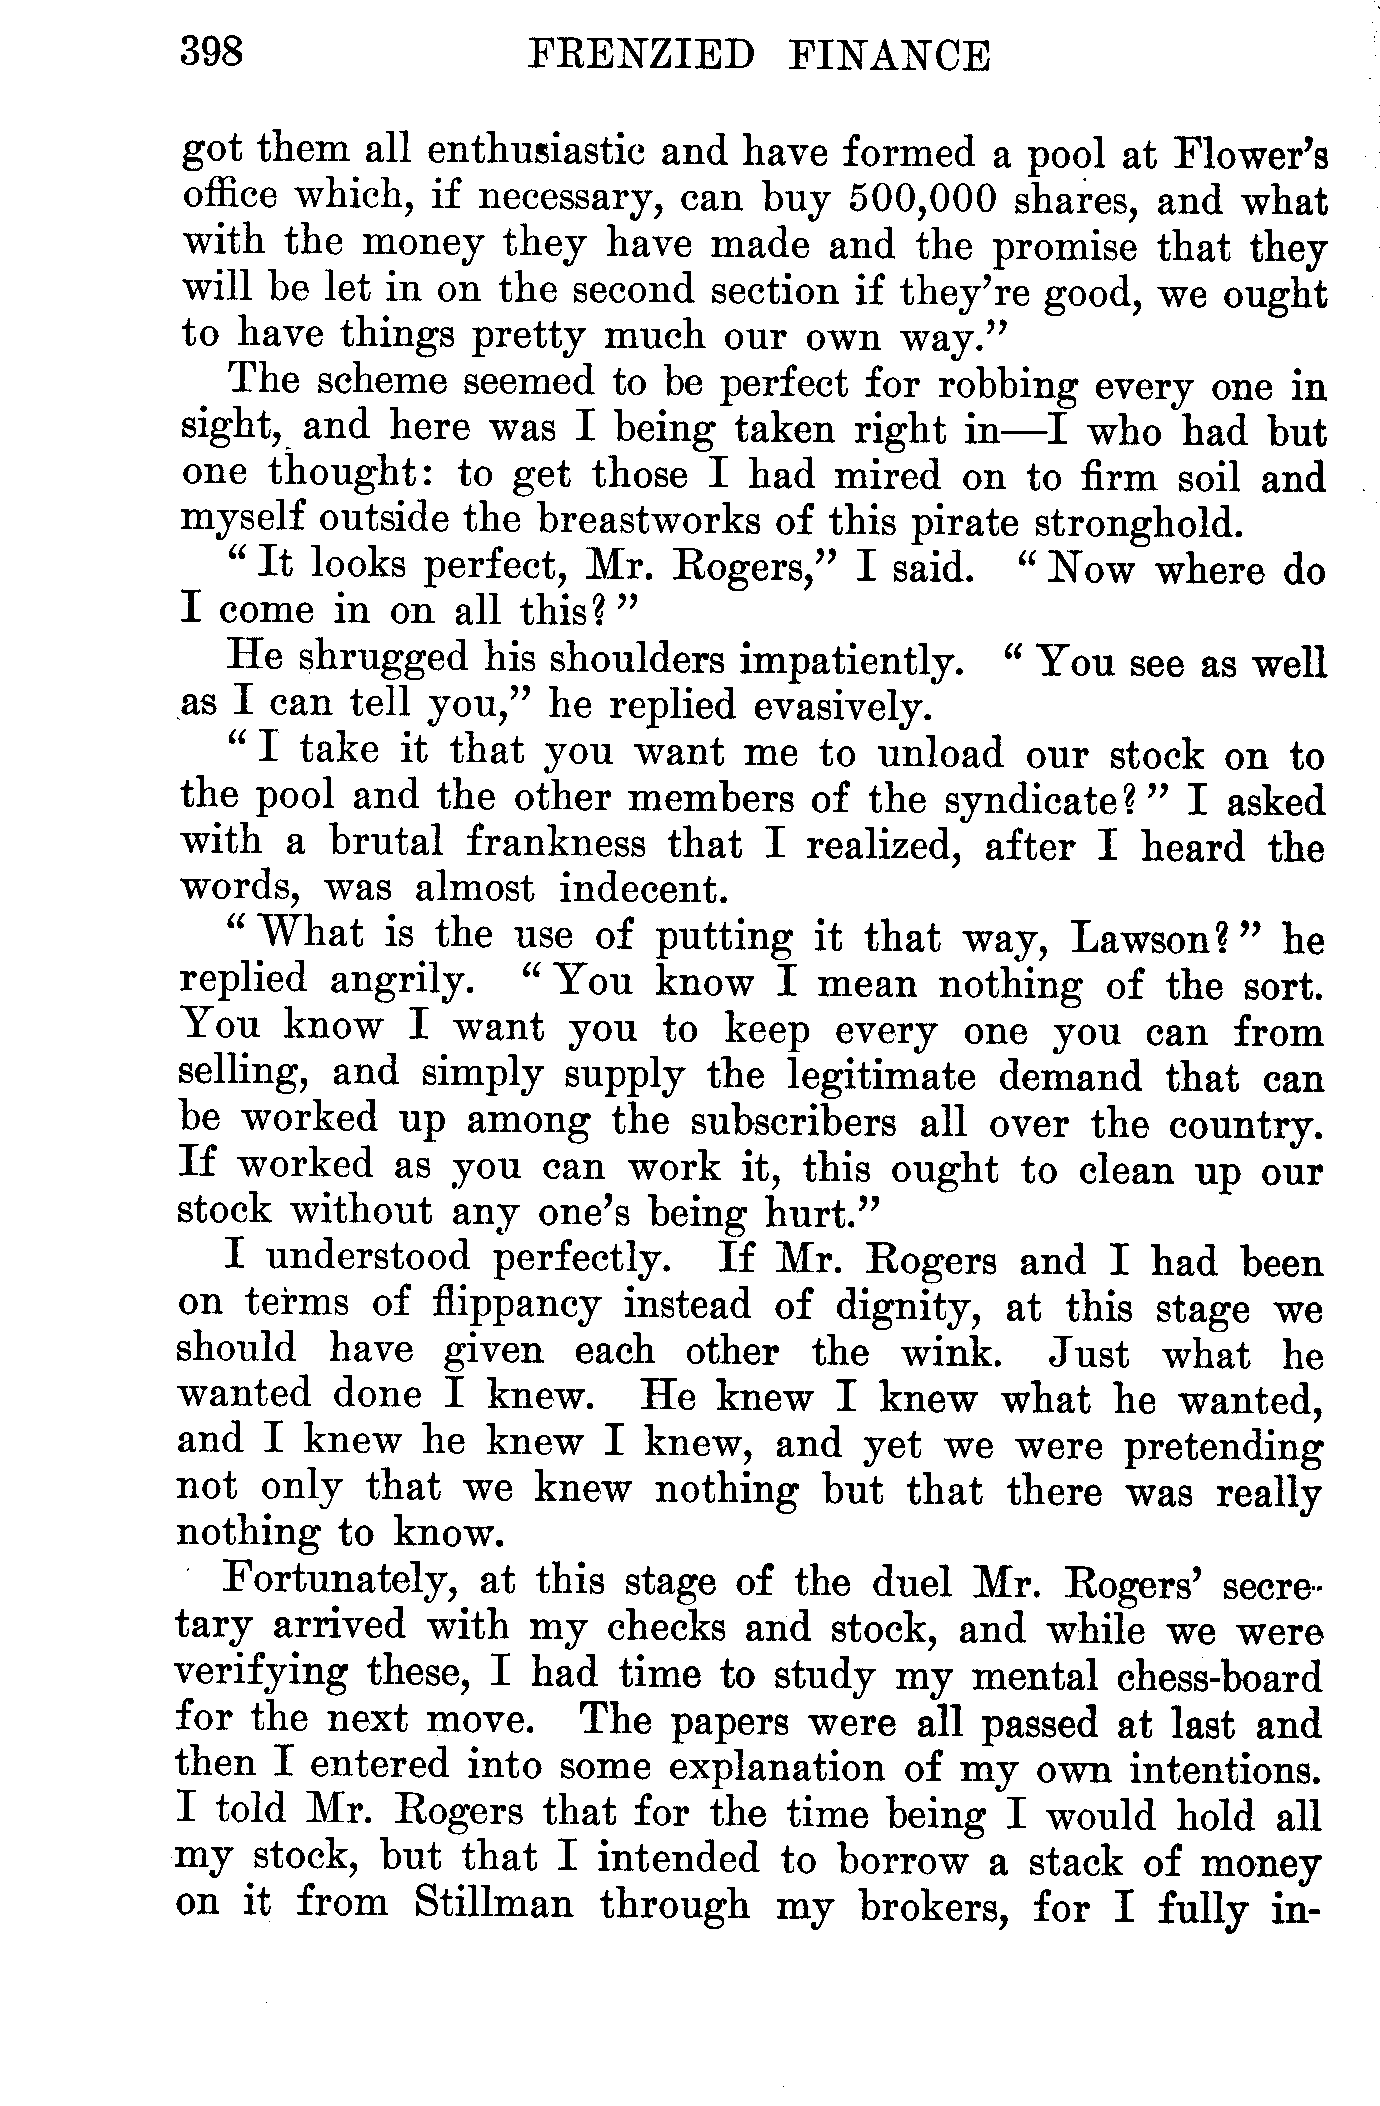 398 FRENZIED FINANCE
got them all enthusiastic and have formed a pool at Flower's
office which, if necessary, can buy 500,000 shares, and what
with the money they have made and the promise that they
will be let in on the second section if they're good, we ought
to have things pretty much our own way."
The scheme seemed to be perfect for robbing every one in
sight, and here was I being taken right in—I who had but
one thought: to get those I had mired on to firm soil and
myself outside the breastworks of this pirate stronghold.
"It looks perfect, Mr. Rogers," I said. "Now where do
I come in on all this?"
He shrugged his shoulders impatiently. "You see as well
as I can tell you," he replied evasively.
"I take it that you want me to unload our stock on to
the pool and the other members of the syndicate?" I asked
with a brutal frankness that I realized, after I heard the
words, was almost indecent.
"What is the use of putting it that way, Lawson?" he
replied angrily. "You know I mean nothing of the sort.
You know I want you to keep every one you can from
selling, and simply supply the legitimate demand that can
be worked up among the subscribers all over the country.
If worked as you can work it, this ought to clean up our
stock without any one's being hurt."
I understood perfectly. If Mr. Rogers and I had been
on terms of flippancy instead of dignity, at this stage we
should have given each other the wink. Just what he
wanted done I knew. He knew I knew what he wanted,
and I knew he knew I knew, and yet we were pretending
not only that we knew nothing but that there was really
nothing to know.
Fortunately, at this stage of the duel Mr. Rogers' secre-
tary arrived with my checks and stock, and while we were
verifying these, I had time to study my mental chess-board
for the next move. The papers were all passed at last and
then I entered into some explanation of my own intentions.
I told Mr. Rogers that for the time being I would hold all
my stock, but that I intended to borrow a stack of money
on it from Stillman through my brokers, for I fully in-